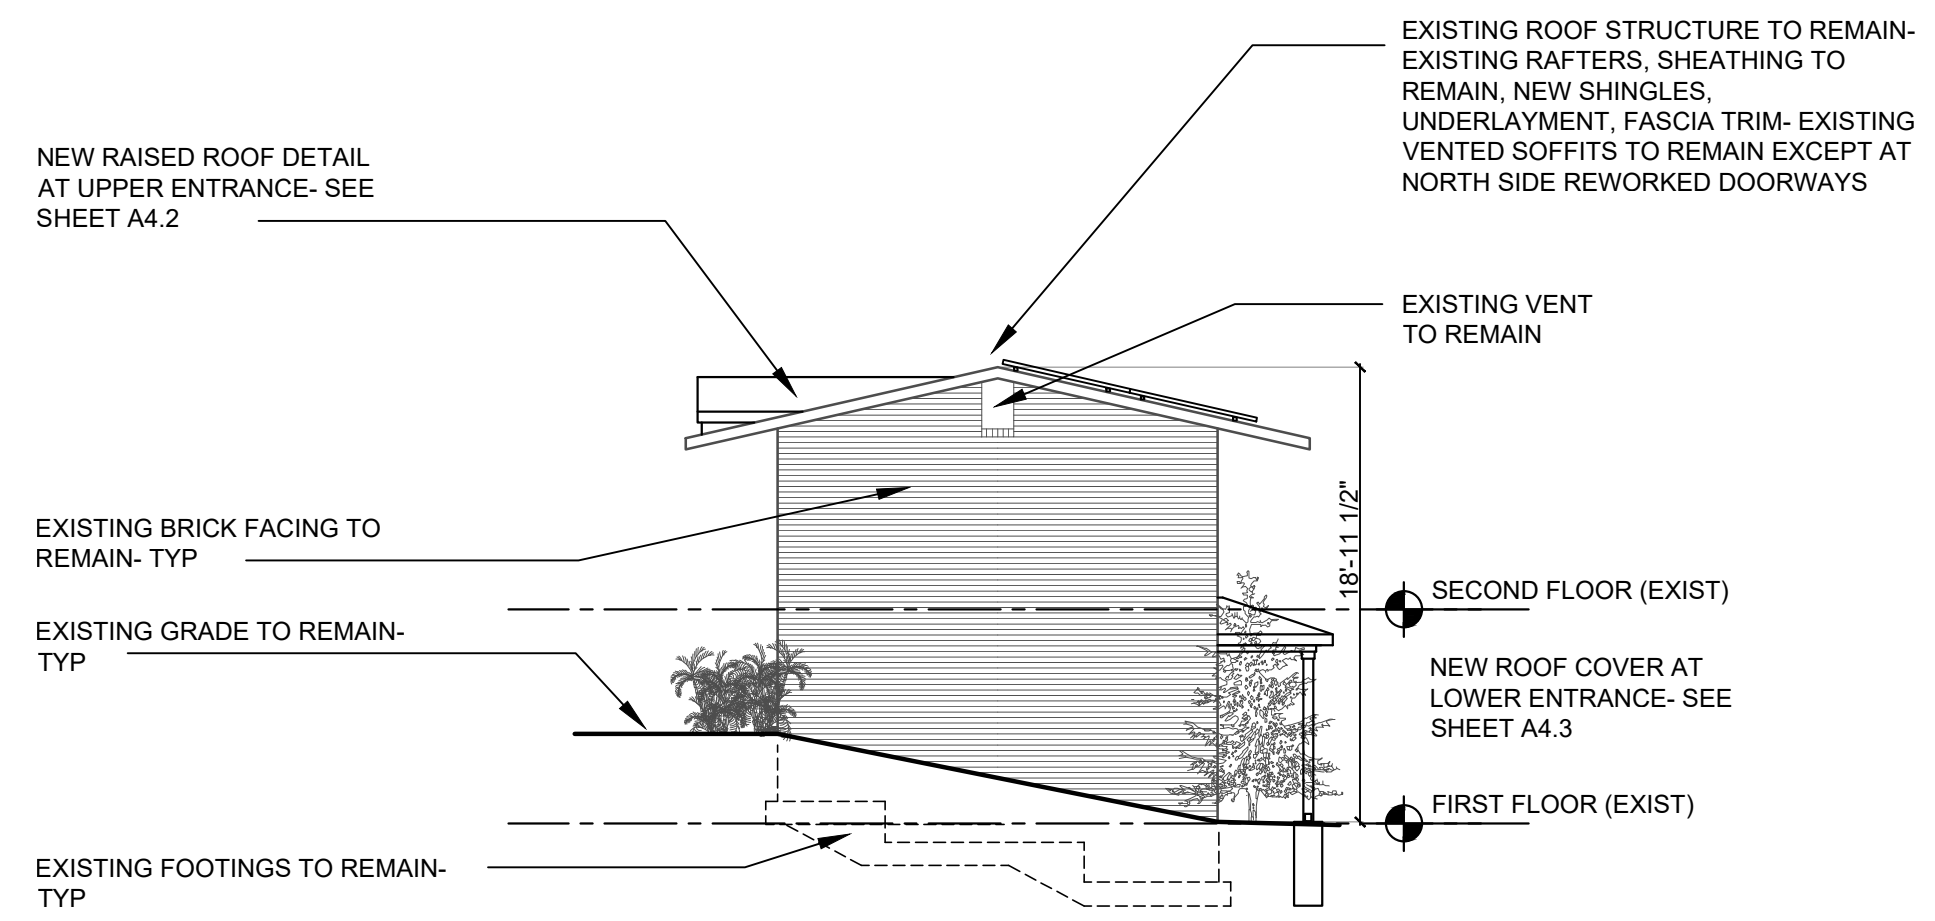 EXISTING ROOF STRUCTURE TO REMAIN-
EXISTING RAFTERS, SHEATHING TO
REMAIN, NEW SHINGLES,
UNDERLAYMENT, FASCIA TRIM- EXISTING
VENTED SOFFITS TO REMAIN EXCEPT AT
NORTH SIDE REWORKED DOORWAYS
NEW RAISED ROOF DETAIL
AT UPPER ENTRANCE- SEE
SHEET A4.2
EXISTING VENT
TO REMAIN
EXISTING BRICK FACING TO
REMAIN- TYP
18'-11 1/2"
SECOND FLOOR (EXIST)
EXISTING GRADE TO REMAIN-
TYP
NEW ROOF COVER AT
LOWER ENTRANCE- SEE
SHEET A4.3
FIRST FLOOR (EXIST)
EXISTING FOOTINGS TO REMAIN-
TYP